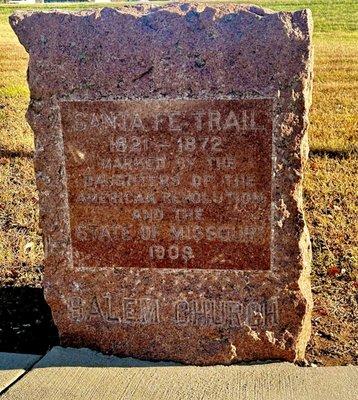 SANTA FE TRAIL
1821 - 1872
MARKED BY THE
DAUGHTERS OF THE
AMERICAN REVOLUTION
AND THE
STATE OF MISSOURI
1909
SALEM CHURCH